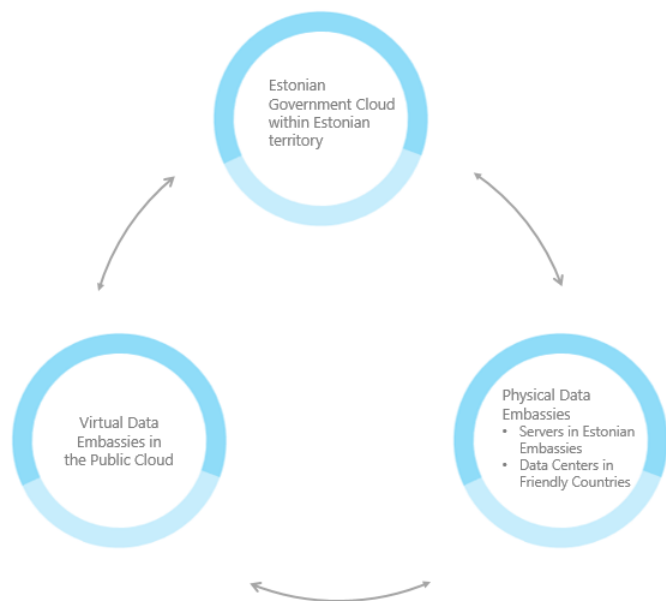 Estonian
Government Cloud
within Estonian
territory
Virtual Data
Embassies in
the Public Cloud
Physical Data
Embassies
• Servers in Estonian
Embassies
• Data Centers in
Friendly Countries